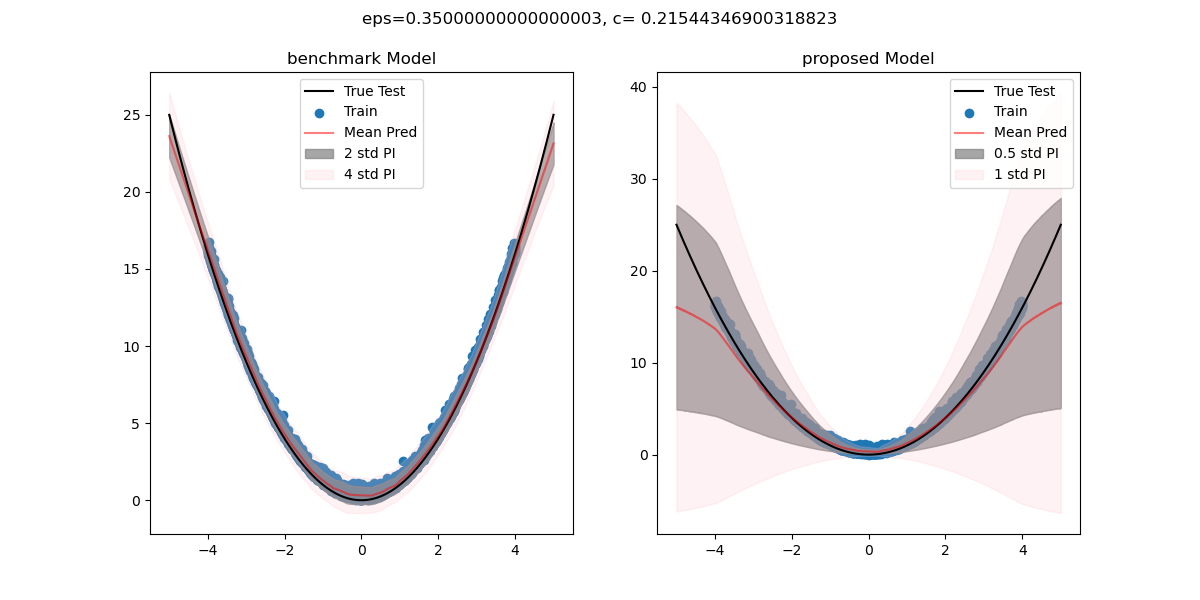 eps=0.35000000000000003, c= 0.21544346900318823
benchmark Model
True Test
Train
Mean Pred
2 std PI
4 std PI
25
20
15
10
5
0
−4
−2
0
2
4
proposed Model
True Test
Train
Mean Pred
0.5 std PI
1 std PI
40
30
20
10
0
−4
−2
0
2
4